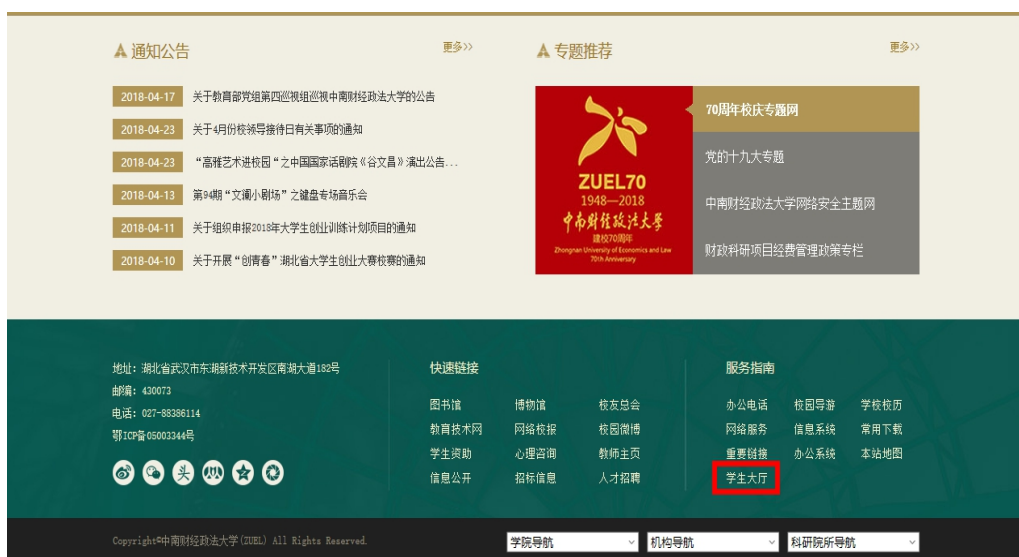 通知公告
更多>>
2018-04-17 关于教育部党组第四巡视组巡视中南财经政法大学的公告
2018-04-23 关于4月份校领导接待日有关事项的通知
2018-04-23 “高雅艺术进校园“之中国国家话剧院《谷文昌》演出公告...
2018-04-13 第94期“文澜小剧场”之键盘专场音乐会
2018-04-11 关于组织申报2018年大学生创业训练计划项目的通知
2018-04-10 关于开展“创青春”湖北省大学生创业大赛校赛的通知
专题推荐
更多>>
ZUEL70
1948—2018
中南财经政法大学
建校70周年
Zhongnan University of Economics and Law
70th Anniversary
70周年校庆专题网
党的十九大专题
中南财经政法大学网络安全主题网
财政科研项目经费管理政策专栏
地址：湖北省武汉市东湖新技术开发区南湖大道182号
邮编：430073
电话：027-88386114
鄂ICP备05003344号
头
快速链接
图书馆 博物馆 校友总会
教育技术网 网络校报 校园微博
学生资助 心理咨询 教师主页
信息公开 招标信息 人才招聘
服务指南
办公电话 校园导游 学校校历
网络服务 信息系统 常用下载
重要链接 办公系统 本站地图
学生大厅
Copyright©中南财经政法大学(ZUEL) All Rights Reserved.
学院导航 机构导航 科研院所导航